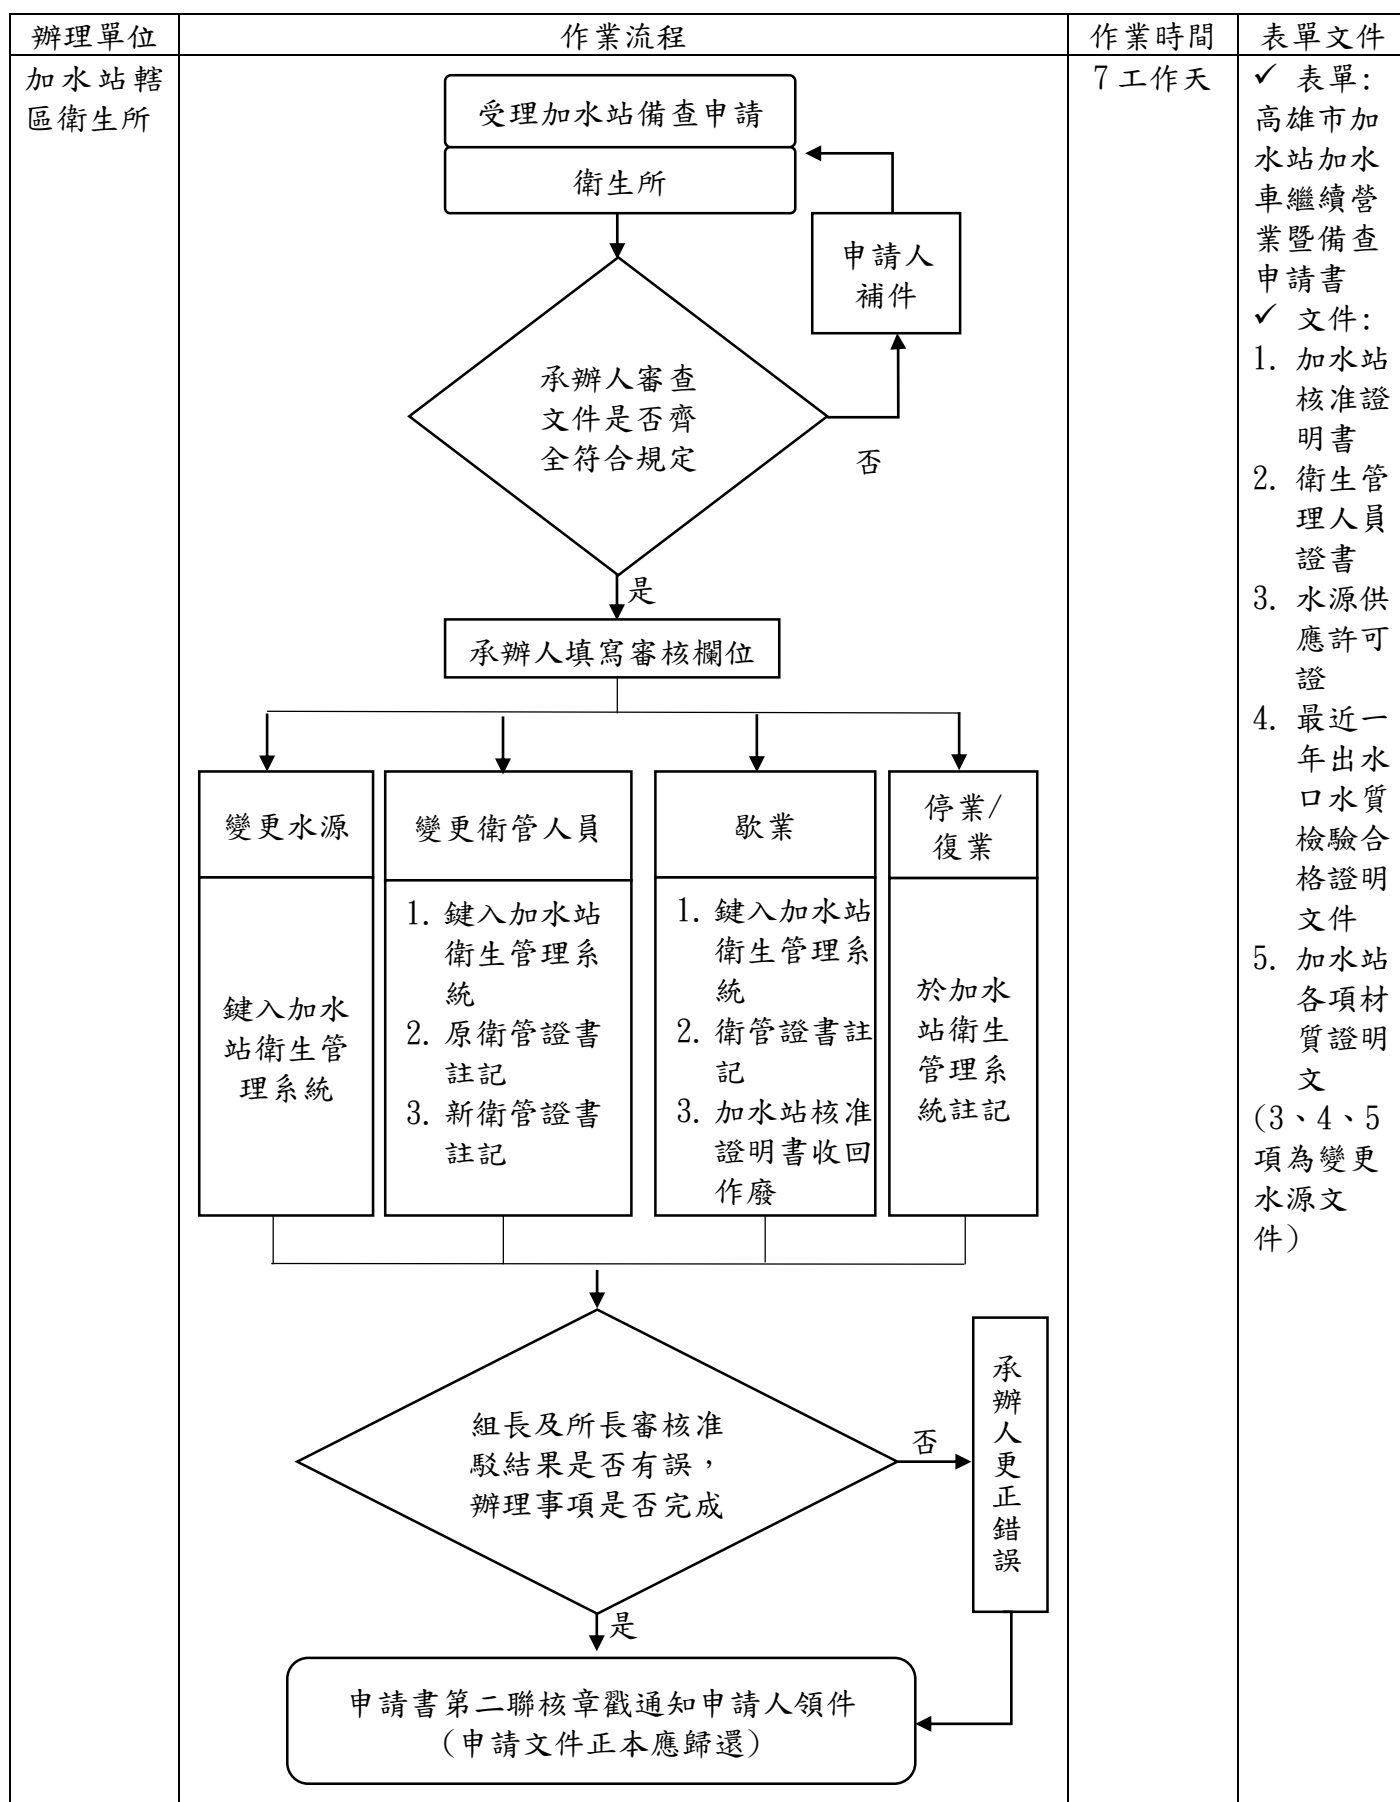 辦理單位
作業流程
作業時間
表單文件
加水站轄
區衛生所
受理加水站備查申請
衛生所
申請人
補件
承辦人審查
文件是否齊
全符合規定
否
是
承辦人填寫審核欄位
變更水源
鍵入加水
站衛生管
理系統
變更衛管人員
1. 鍵入加水站
衛生管理系
統
2. 原衛管證書
註記
3. 新衛管證書
註記
歇業
1. 鍵入加水站
衛生管理系
統
2. 衛管證書註
記
3. 加水站核准
證明書收回
作廢
停業/
復業
於加水
站衛生
管理系
統註記
組長及所長審核准
駁結果是否有誤，
辦理事項是否完成
否
承
辦
人
更
正
錯
誤
是
申請書第二聯核章戳通知申請人領件
（申請文件正本應歸還）
7工作天
✓ 表單:
高雄市加
水站加水
車繼續營
業暨備查
申請書
✓ 文件:
1. 加水站
核准證
明書
2. 衛生管
理人員
證書
3. 水源供
應許可
證
4. 最近一
年出水
口水質
檢驗合
格證明
文件
5. 加水站
各項材
質證明
文
(3、4、5
項為變更
水源文
件)